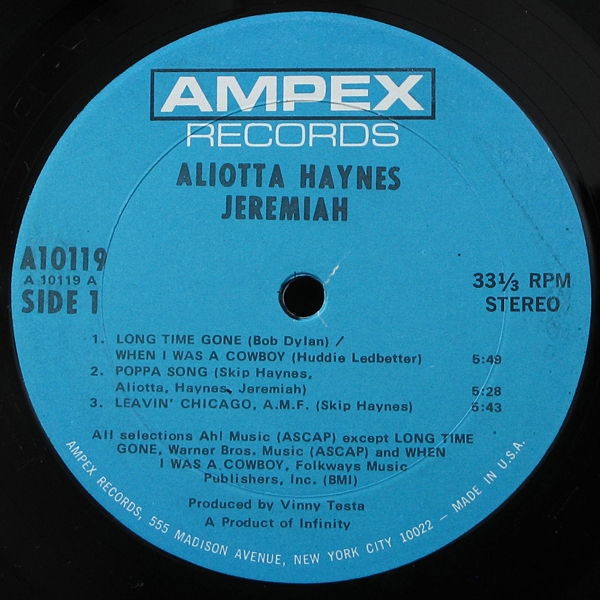 AMPEX
RECORDS
ALIOTTA HAYNES
JEREMIAH
A10119
A 10119 A
SIDE 1
33⅓ RPM
STEREO
1. LONG TIME GONE (Bob Dylan) /
WHEN I WAS A COWBOY (Huddie Ledbetter) 5:49
2. POPPA SONG (Skip Haynes,
Aliotta, Haynes, Jeremiah) 5:28
3. LEAVIN' CHICAGO, A.M.F. (Skip Haynes) 5:43
All selections Ah! Music (ASCAP) except LONG TIME
GONE, Warner Bros. Music (ASCAP) and WHEN
I WAS A COWBOY, Folkways Music
Publishers, Inc. (BMI)
Produced by Vinny Testa
A Product of Infinity
AMPEX RECORDS, 555 MADISON AVENUE, NEW YORK CITY 10022 — MADE IN U.S.A.